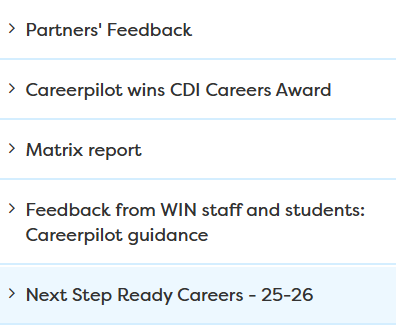 Partners' Feedback
Careerpilot wins CDI Careers Award
Matrix report
Feedback from WIN staff and students:
Careerpilot guidance
Next Step Ready Careers - 25-26